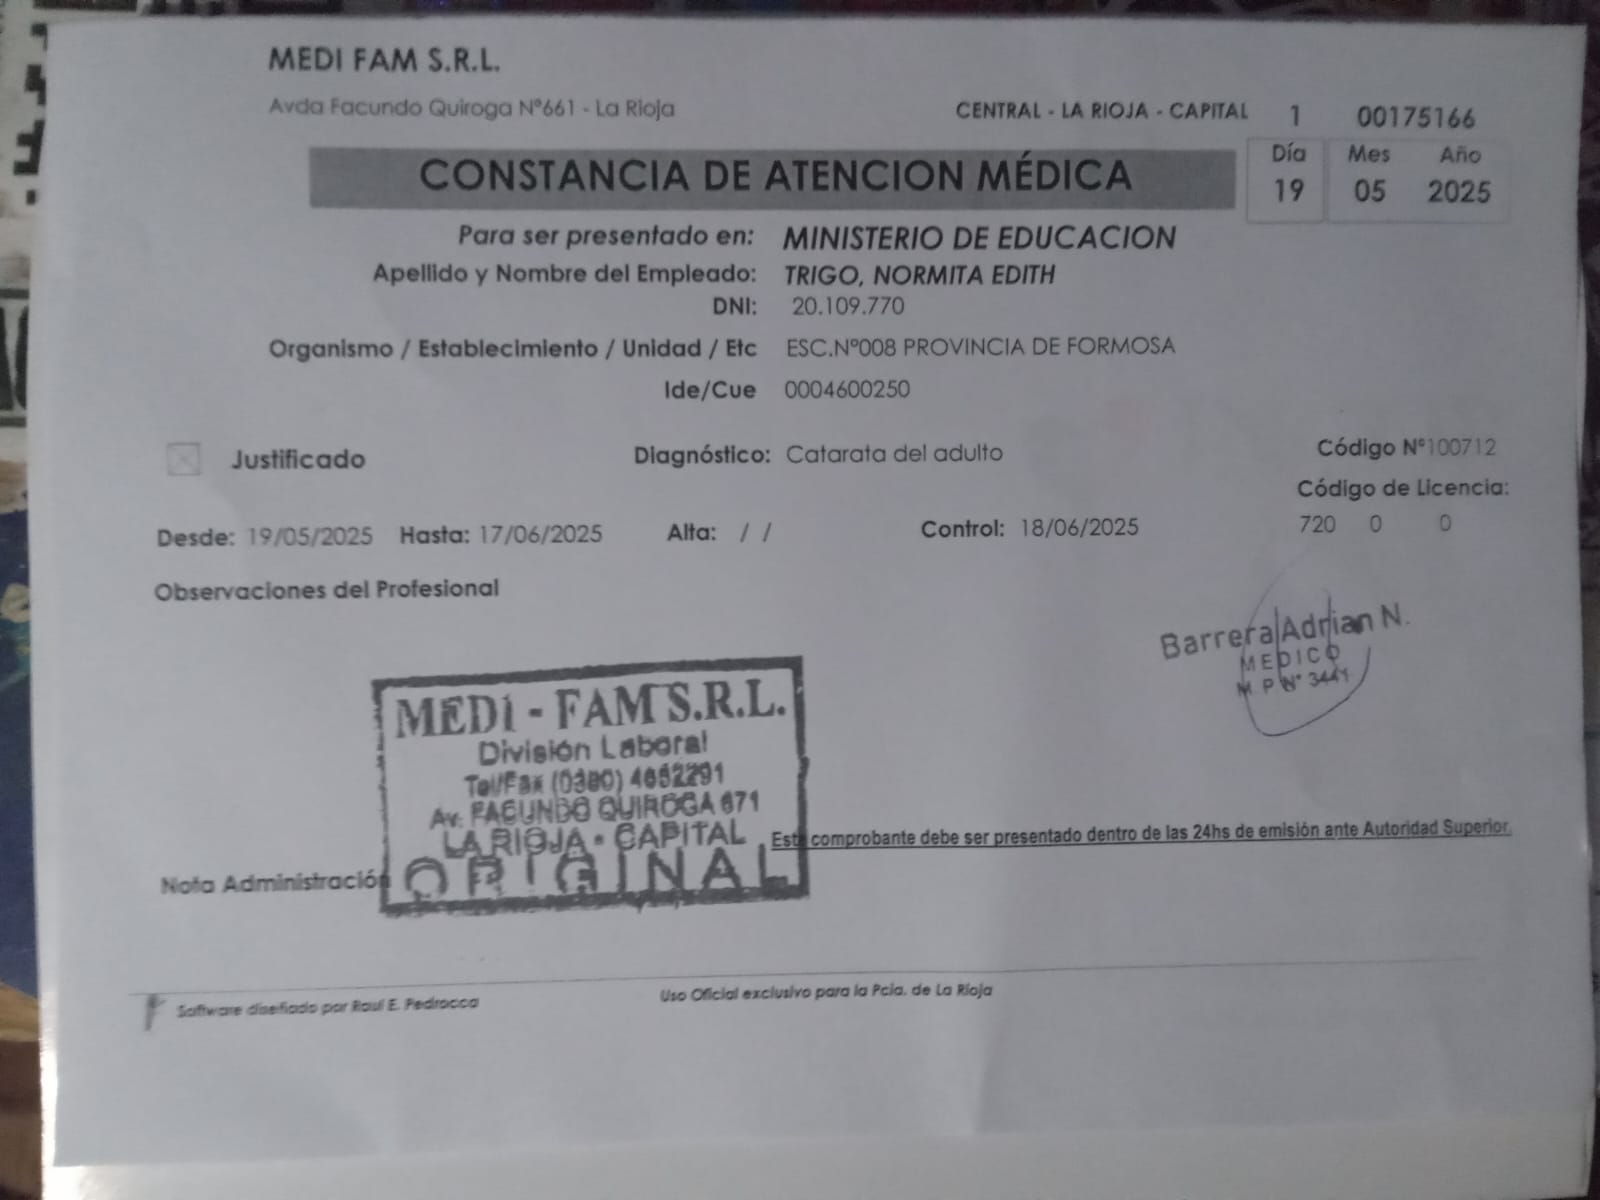 MEDI FAM S.R.L.
Avda Facundo Quiroga Nº661 - La Rioja
CENTRAL - LA RIOJA - CAPITAL 1 00175166
CONSTANCIA DE ATENCION MÉDICA
Día Mes Año
19 05 2025
Para ser presentado en: MINISTERIO DE EDUCACION
Apellido y Nombre del Empleado: TRIGO, NORMITA EDITH
DNI: 20.109.770
Organismo / Establecimiento / Unidad / Etc ESC.Nº008 PROVINCIA DE FORMOSA
Ide/Cue 0004600250
Justificado Diagnóstico: Catarata del adulto Código Nº100712
Código de Licencia:
720 0 0
Desde: 19/05/2025 Hasta: 17/06/2025 Alta: / / Control: 18/06/2025
Observaciones del Profesional
Barrera Adrian N.
MEDICO
M.P Nº 3441
MEDI - FAM S.R.L.
División Laboral
Tel/Fax (0380) 4652291
Av. FACUNDO QUIROGA 671
LA RIOJA - CAPITAL
ORIGINAL
Este comprobante debe ser presentado dentro de las 24hs de emisión ante Autoridad Superior.
Nota Administración
Software diseñado por Raul E. Pedrocca
Uso Oficial exclusivo para la Pcia. de La Rioja